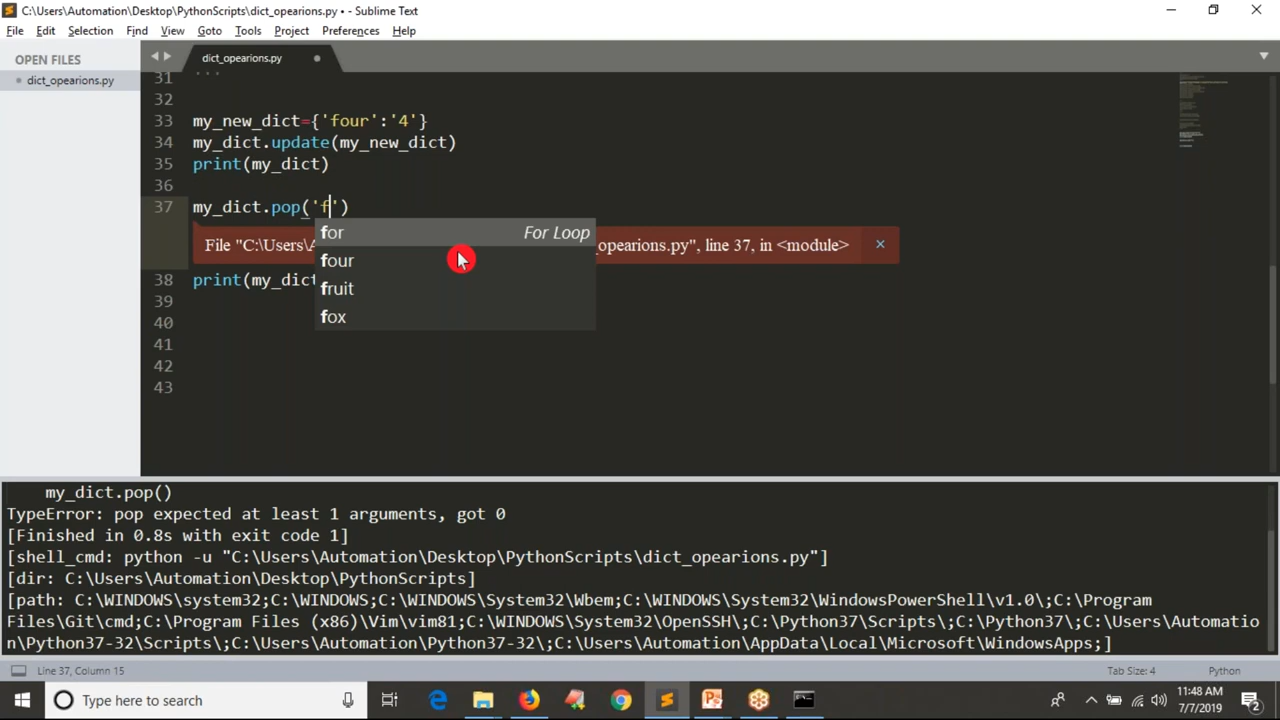 C:\Users\Automation\Desktop\PythonScripts\dict_opearions.py • - Sublime Text
File Edit Selection Find View Goto Tools Project Preferences Help
OPEN FILES
dict_opearions.py
dict_opearions.py
31 '''
32
33 my_new_dict={'four':'4'}
34 my_dict.update(my_new_dict)
35 print(my_dict)
36
37 my_dict.pop('f')
for For Loop
File "C:\Users\A _opearions.py", line 37, in <module> ×
four
38 print(my_dict
fruit
39
fox
40
41
42
43
my_dict.pop()
TypeError: pop expected at least 1 arguments, got 0
[Finished in 0.8s with exit code 1]
[shell_cmd: python -u "C:\Users\Automation\Desktop\PythonScripts\dict_opearions.py"]
[dir: C:\Users\Automation\Desktop\PythonScripts]
[path: C:\WINDOWS\system32;C:\WINDOWS;C:\WINDOWS\System32\Wbem;C:\WINDOWS\System32\WindowsPowerShell\v1.0\;C:\Program
Files\Git\cmd;C:\Program Files (x86)\Vim\vim81;C:\WINDOWS\System32\OpenSSH\;C:\Python37\Scripts\;C:\Python37\;C:\Users\Automatio
n\Python37-32\Scripts\;C:\Users\Automation\Python37-32\;C:\Users\Automation\AppData\Local\Microsoft\WindowsApps;]
Line 37, Column 15 Tab Size: 4 Python
Type here to search
11:48 AM
7/7/2019
2